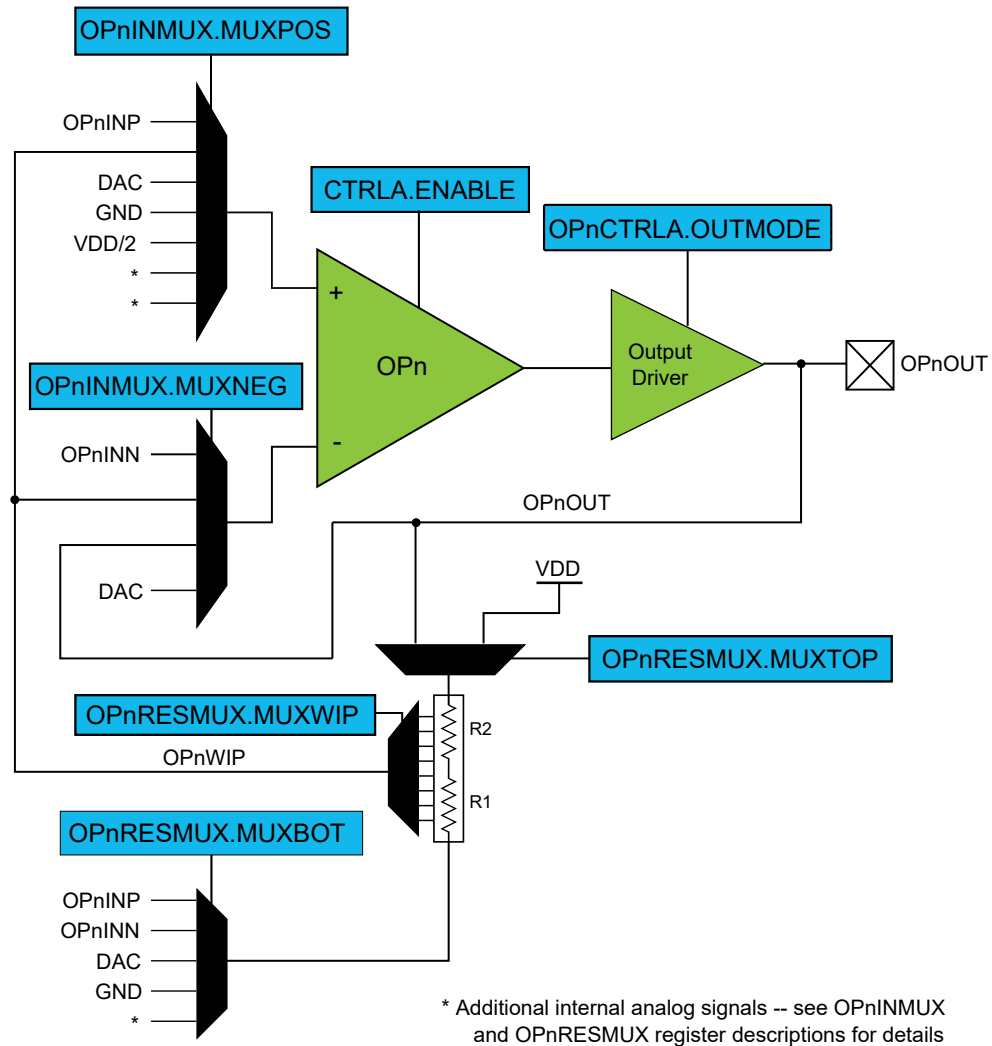 OPnINMUX.MUXPOS
OPnINP
DAC
GND
VDD/2
*
*
CTRLA.ENABLE
OPnCTRLA.OUTMODE
+
OPn
-
Output
Driver
OPnOUT
OPnINMUX.MUXNEG
OPnINN
DAC
OPnOUT
VDD
OPnRESMUX.MUXTOP
OPnRESMUX.MUXWIP
OPnWIP
R2
R1
OPnRESMUX.MUXBOT
OPnINP
OPnINN
DAC
GND
*
* Additional internal analog signals -- see OPnINMUX
and OPnRESMUX register descriptions for details